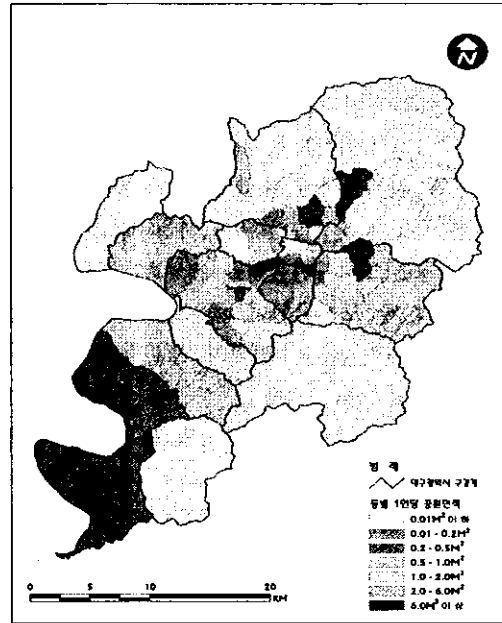 N
범 례
대구광역시 구경계
동별 1인당 공원면적
0.01M² 이하
0.01 - 0.2M²
0.2 - 0.5M²
0.5 - 1.0M²
1.0 - 2.0M²
2.0 - 6.0M²
6.0M² 이상
0 5 10 20
KM